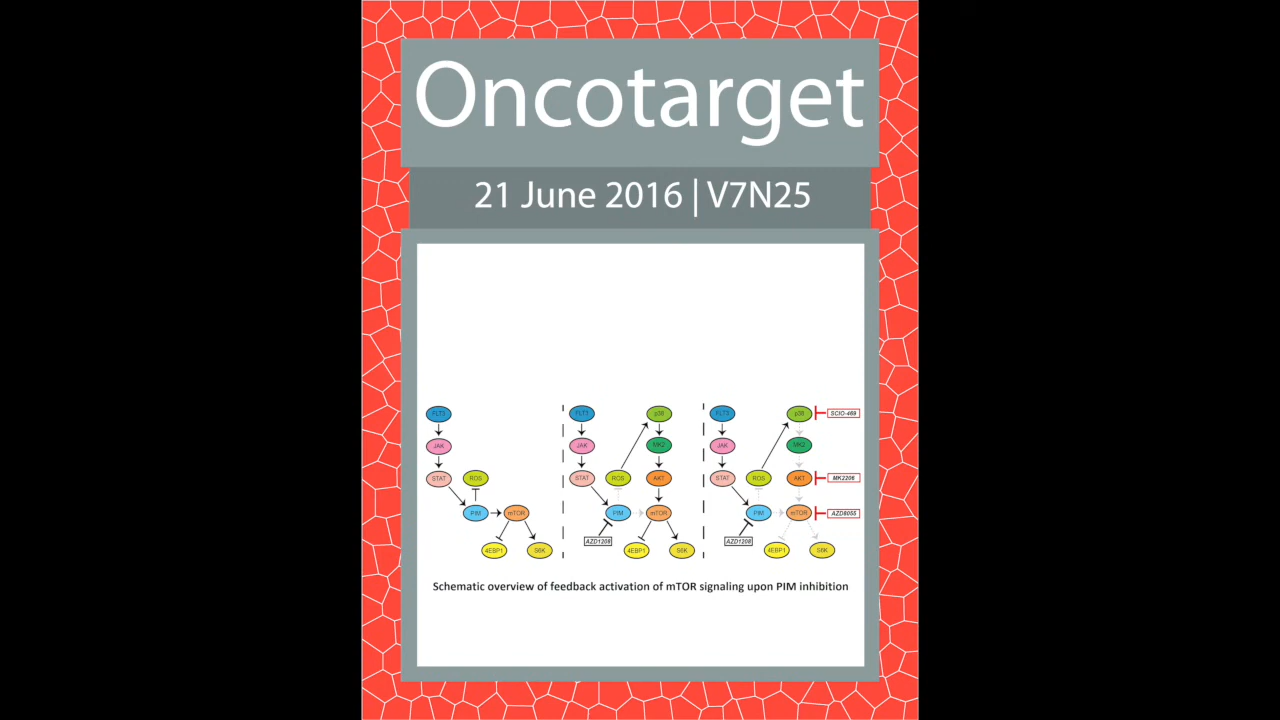 Oncotarget
21 June 2016 | V7N25
FLT3 FLT3 p38 FLT3 p38 SCIO-469
JAK JAK MK2 JAK MK2
STAT ROS STAT ROS AKT STAT ROS AKT MK2206
PIM mTOR PIM mTOR PIM mTOR AZD8055
AZD1208 AZD1208
4EBP1 S6K 4EBP1 S6K 4EBP1 S6K
Schematic overview of feedback activation of mTOR signaling upon PIM inhibition